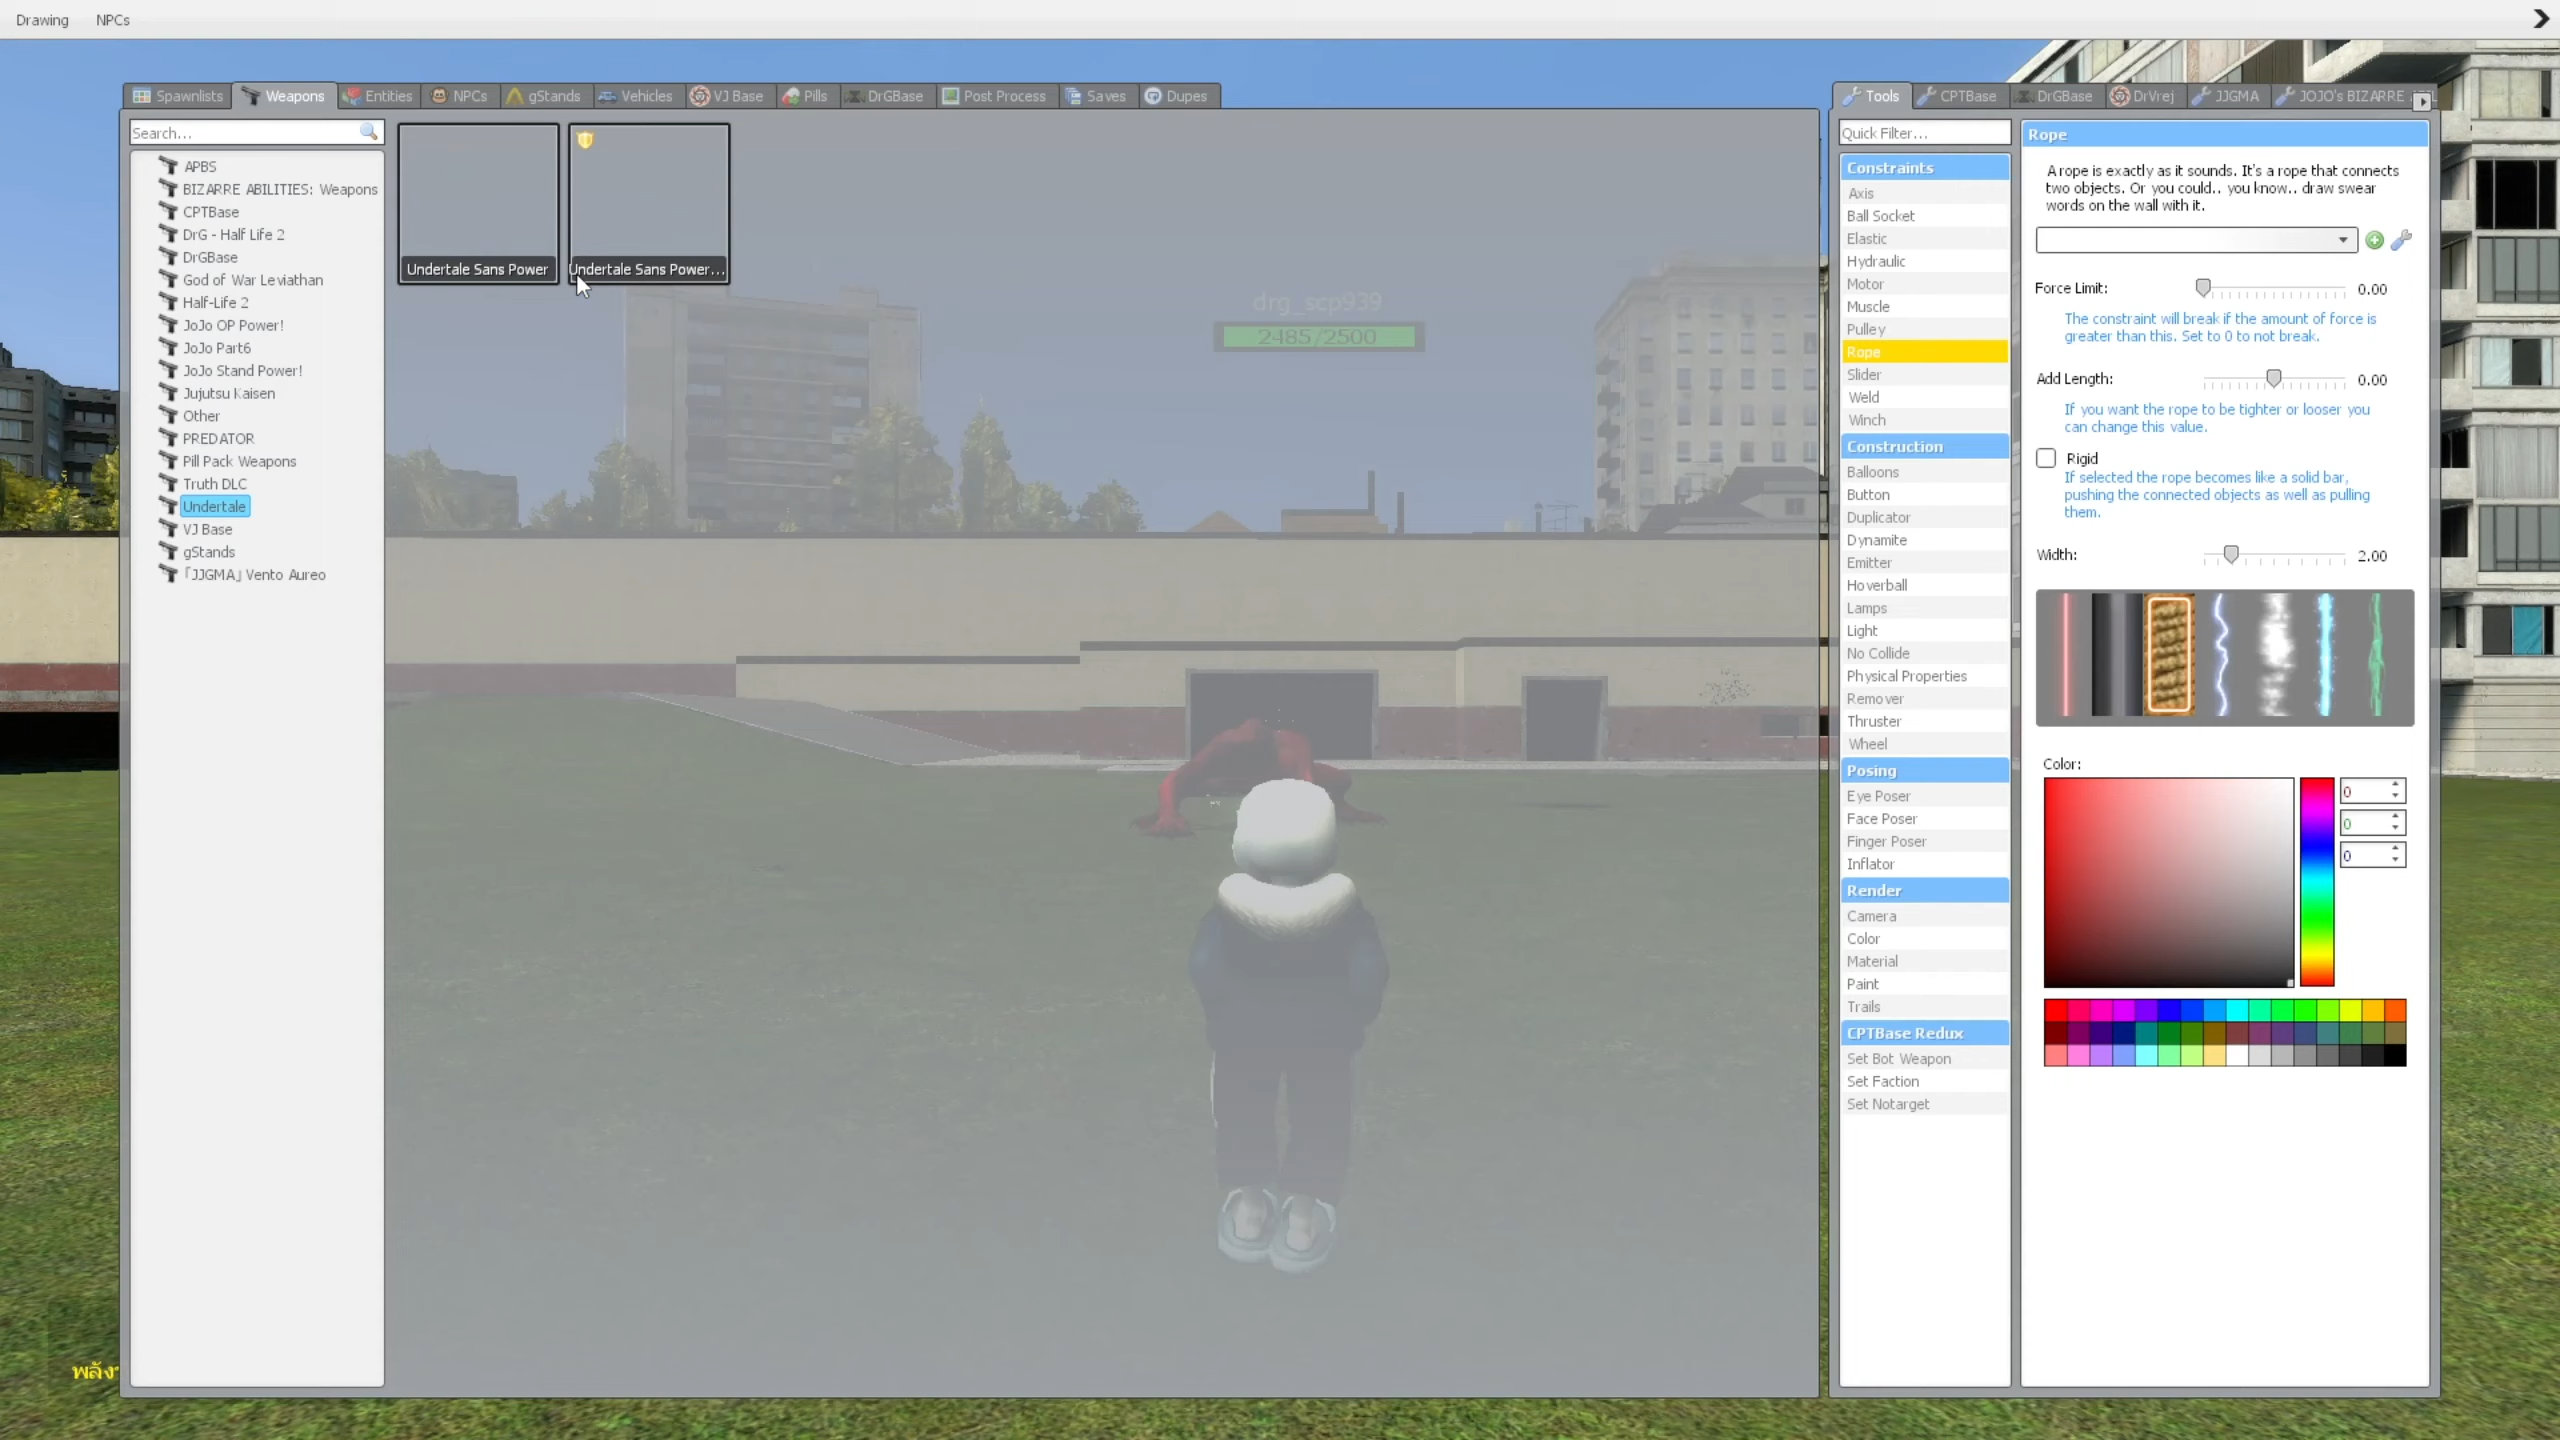 Drawing NPCs
Spawnlists Weapons Entities NPCs gStands Vehicles VJ Base Pills DrGBase Post Process Saves Dupes
Search...
APBS
BIZARRE ABILITIES: Weapons
CPTBase
DrG - Half Life 2
DrGBase
God of War Leviathan
Half-Life 2
JoJo OP Power!
JoJo Part6
JoJo Stand Power!
Jujutsu Kaisen
Other
PREDATOR
Pill Pack Weapons
Truth DLC
Undertale
VJ Base
gStands
「JJGMA」Vento Aureo
Undertale Sans Power
Undertale Sans Power...
drg_scp939
2485/2500
พลัง
Tools CPTBase DrGBase DrVrej JJGMA JOJO's BIZARRE
Quick Filter...
Constraints
Axis
Ball Socket
Elastic
Hydraulic
Motor
Muscle
Pulley
Rope
Slider
Weld
Winch
Construction
Balloons
Button
Duplicator
Dynamite
Emitter
Hoverball
Lamps
Light
No Collide
Physical Properties
Remover
Thruster
Wheel
Posing
Eye Poser
Face Poser
Finger Poser
Inflator
Render
Camera
Color
Material
Paint
Trails
CPTBase Redux
Set Bot Weapon
Set Faction
Set Notarget
Rope
A rope is exactly as it sounds. It's a rope that connects
two objects. Or you could.. you know.. draw swear
words on the wall with it.
Force Limit: 0.00
The constraint will break if the amount of force is
greater than this. Set to 0 to not break.
Add Length: 0.00
If you want the rope to be tighter or looser you
can change this value.
Rigid
If selected the rope becomes like a solid bar,
pushing the connected objects as well as pulling
them.
Width: 2.00
Color:
0
0
0